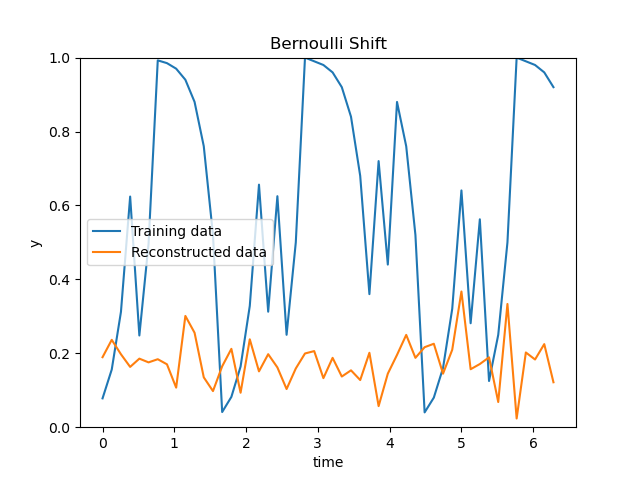 Bernoulli Shift
1.0
0.8
0.6
0.4
0.2
0.0
y
Training data
Reconstructed data
0 1 2 3 4 5 6
time